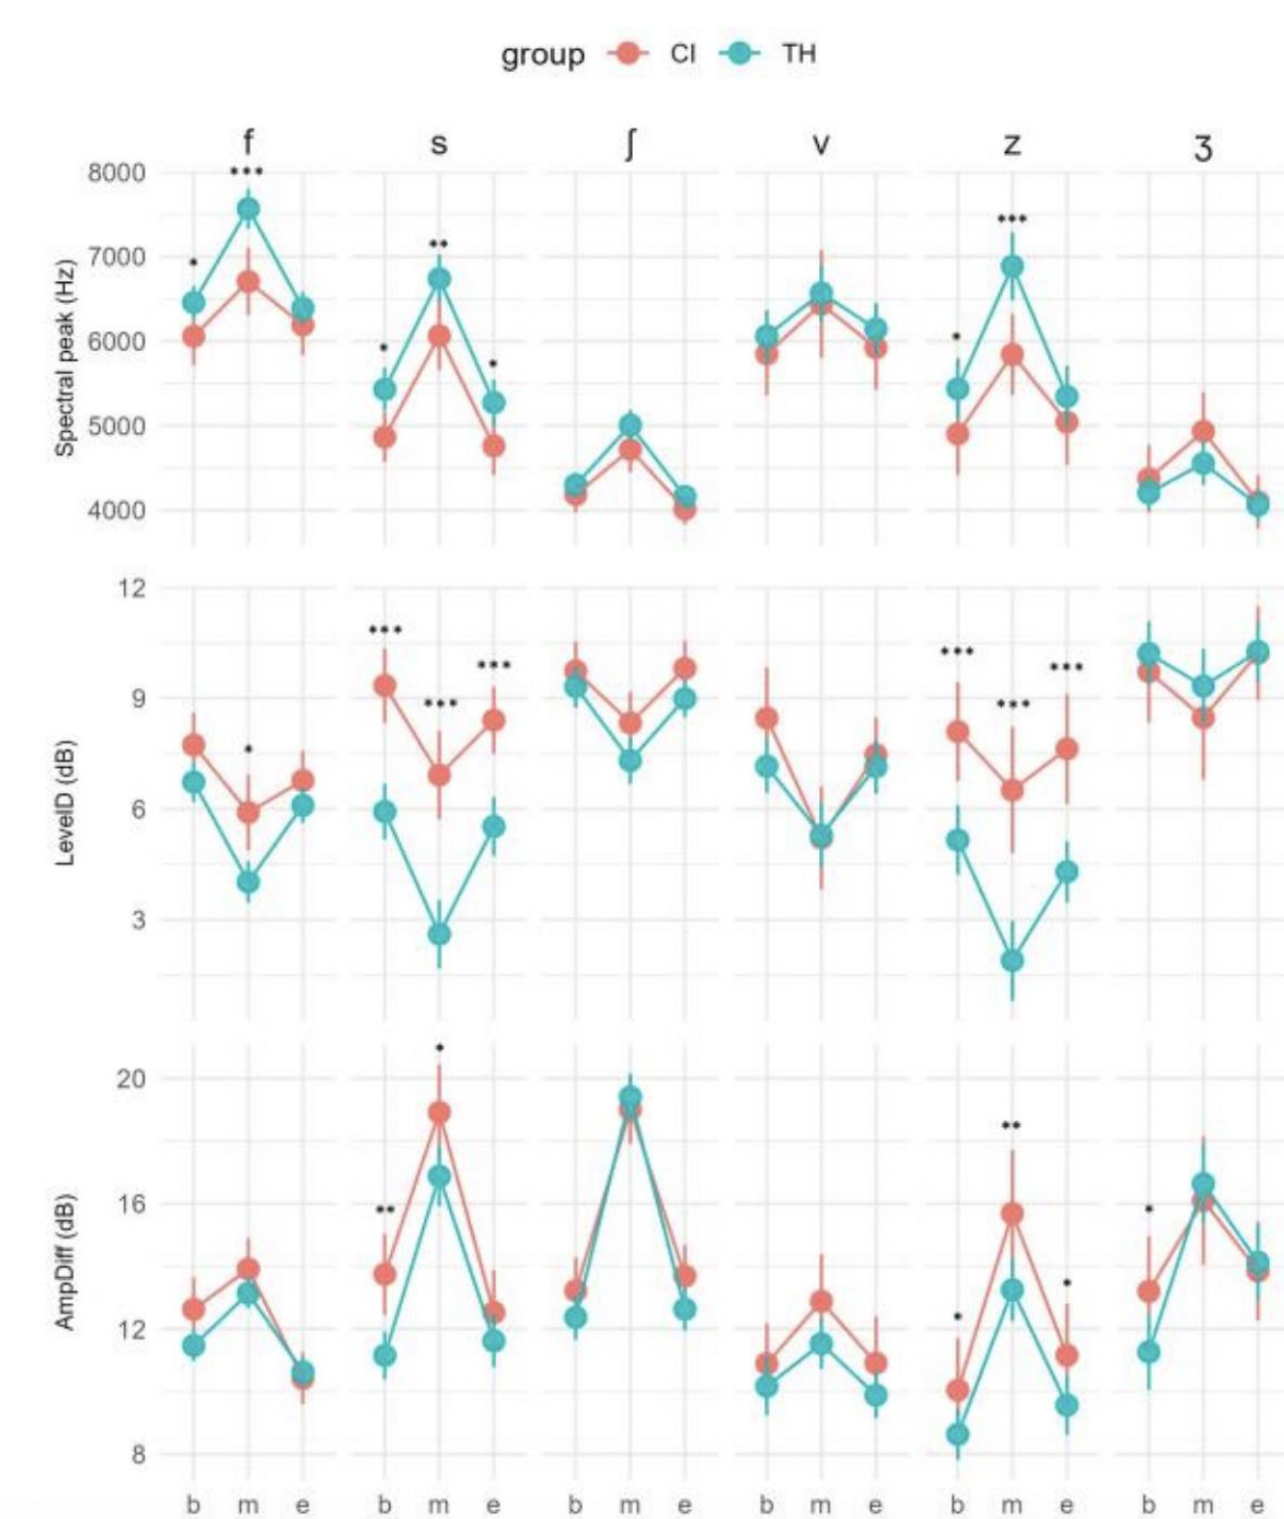 group CI TH
f s ʃ v z ʒ
8000 ***
7000 * ** ***
6000 * * *
5000
4000
Spectral peak (Hz)
12
*** *** *** ***
9 *** ***
*
6
3
LevelD (dB)
*
20
**
16 ** *
*
12 *
8
AmpDiff (dB)
b m e b m e b m e b m e b m e b m e